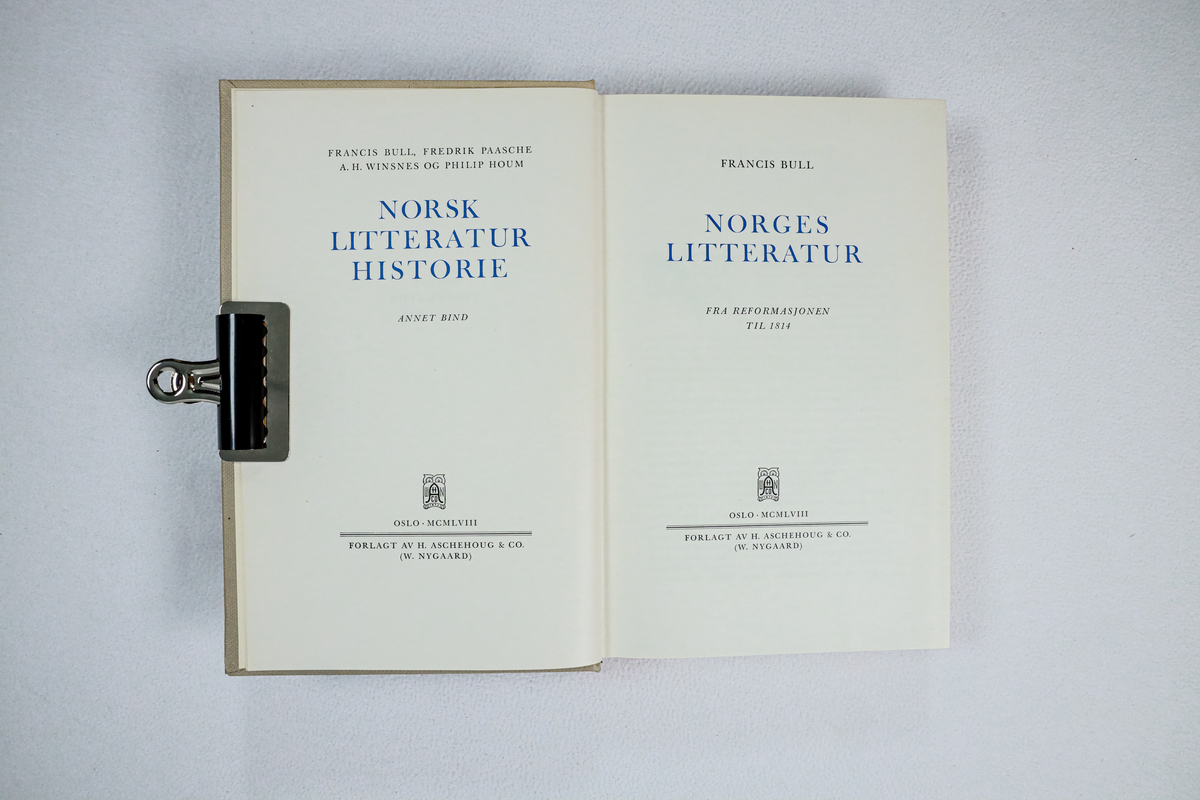 FRANCIS BULL, FREDRIK PAASCHE
A. H. WINSNES OG PHILIP HOUM
NORSK
LITTERATUR
HISTORIE
ANNET BIND
OSLO · MCMLVIII
FORLAGT AV H. ASCHEHOUG & CO.
(W. NYGAARD)
FRANCIS BULL
NORGES
LITTERATUR
FRA REFORMASJONEN
TIL 1814
OSLO · MCMLVIII
FORLAGT AV H. ASCHEHOUG & CO.
(W. NYGAARD)